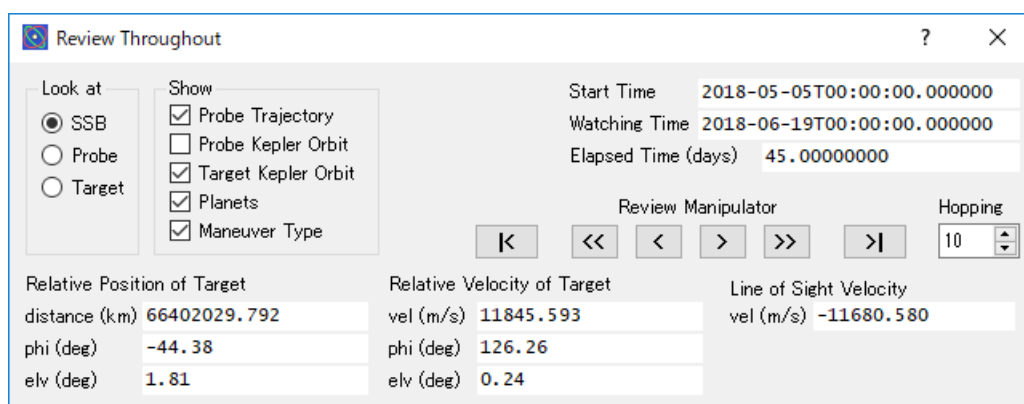 Review Throughout
?
Look at
SSB
Probe
Target
Show
Probe Trajectory
Probe Kepler Orbit
Target Kepler Orbit
Planets
Maneuver Type
Start Time 2018-05-05T00:00:00.000000
Watching Time 2018-06-19T00:00:00.000000
Elapsed Time (days) 45.00000000
Review Manipulator Hopping
|< << < > >> >| 10
Relative Position of Target
distance (km) 66402029.792
phi (deg) -44.38
elv (deg) 1.81
Relative Velocity of Target
vel (m/s) 11845.593
phi (deg) 126.26
elv (deg) 0.24
Line of Sight Velocity
vel (m/s) -11680.580